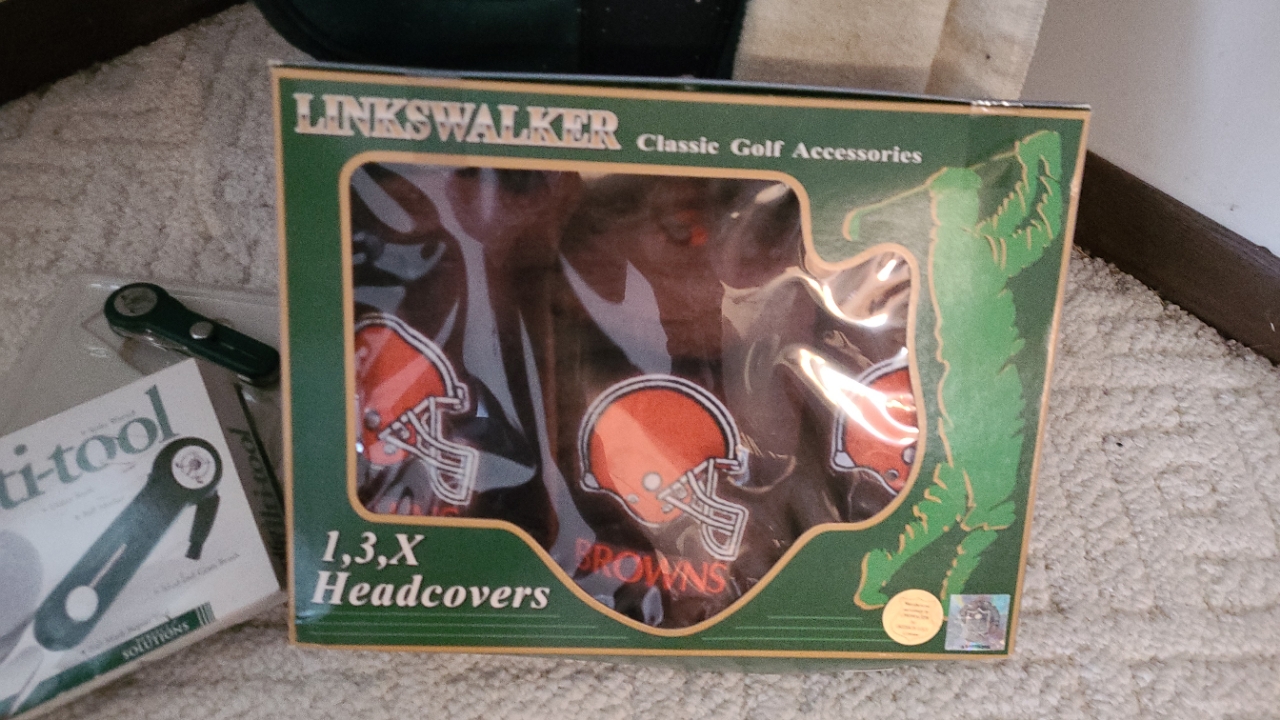 LINKSWALKER Classic Golf Accessories
BROWNS
1,3,X
Headcovers
ti-tool
SOLUTIONS